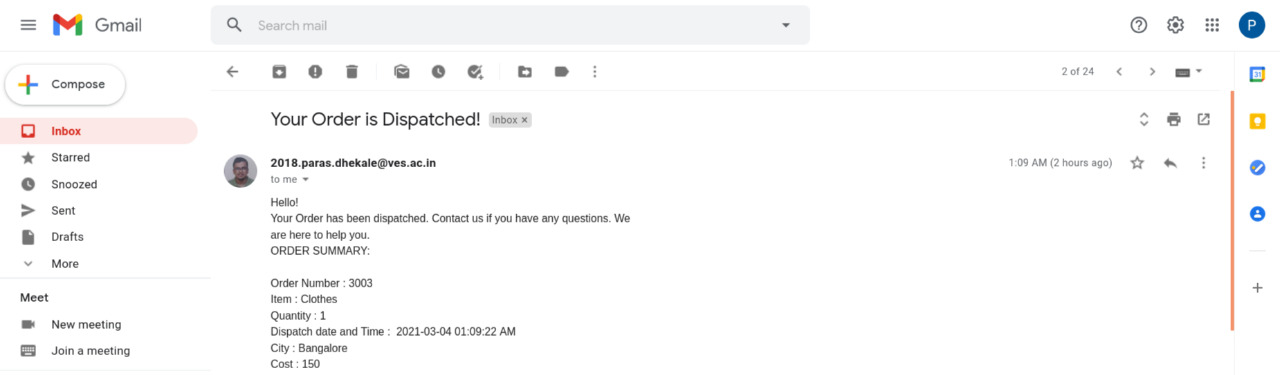 Gmail
Search mail
P
Compose
2 of 24
31
Inbox
Starred
Snoozed
Sent
Drafts
More
Meet
New meeting
Join a meeting
Your Order is Dispatched! Inbox ×
2018.paras.dhekale@ves.ac.in
1:09 AM (2 hours ago)
to me
Hello!
Your Order has been dispatched. Contact us if you have any questions. We
are here to help you.
ORDER SUMMARY:
Order Number : 3003
Item : Clothes
Quantity : 1
Dispatch date and Time :  2021-03-04 01:09:22 AM
City : Bangalore
Cost : 150